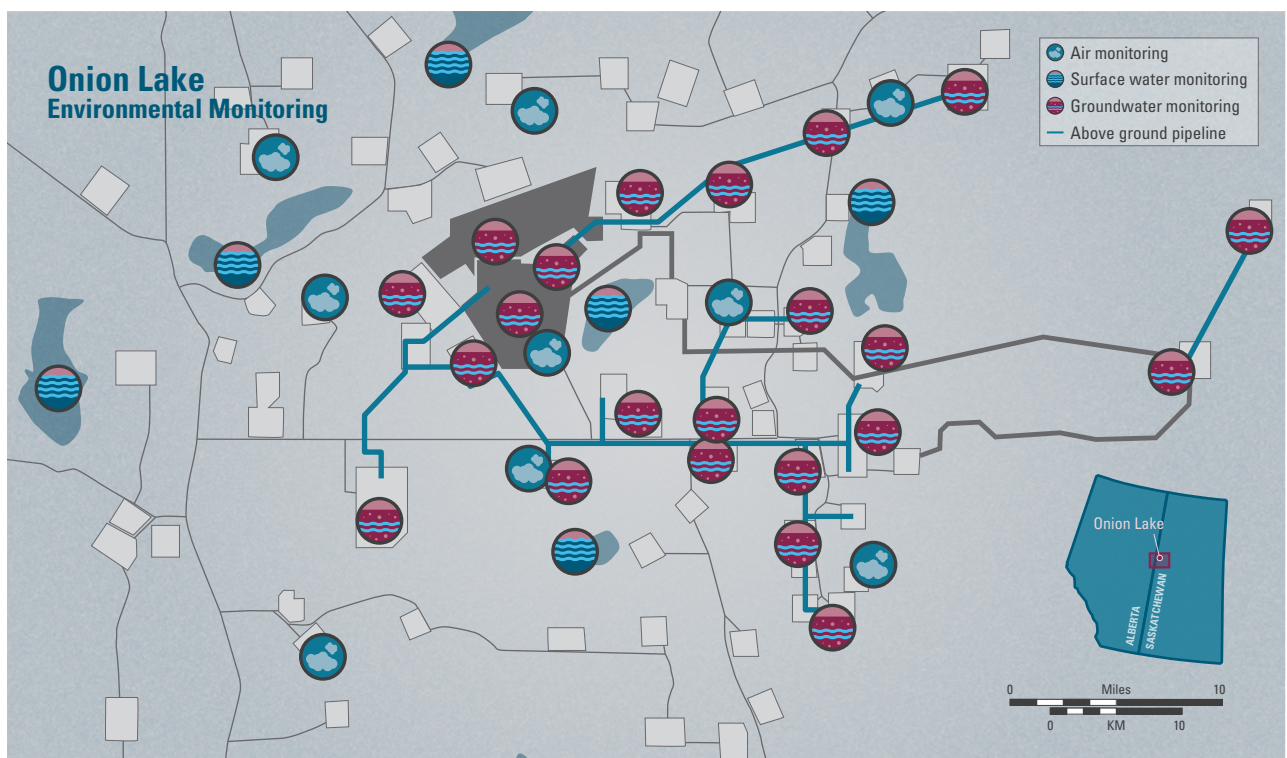 Onion Lake
Environmental Monitoring
Air monitoring
Surface water monitoring
Groundwater monitoring
Above ground pipeline
Onion Lake
ALBERTA
SASKATCHEWAN
0 Miles 10
0 KM 10